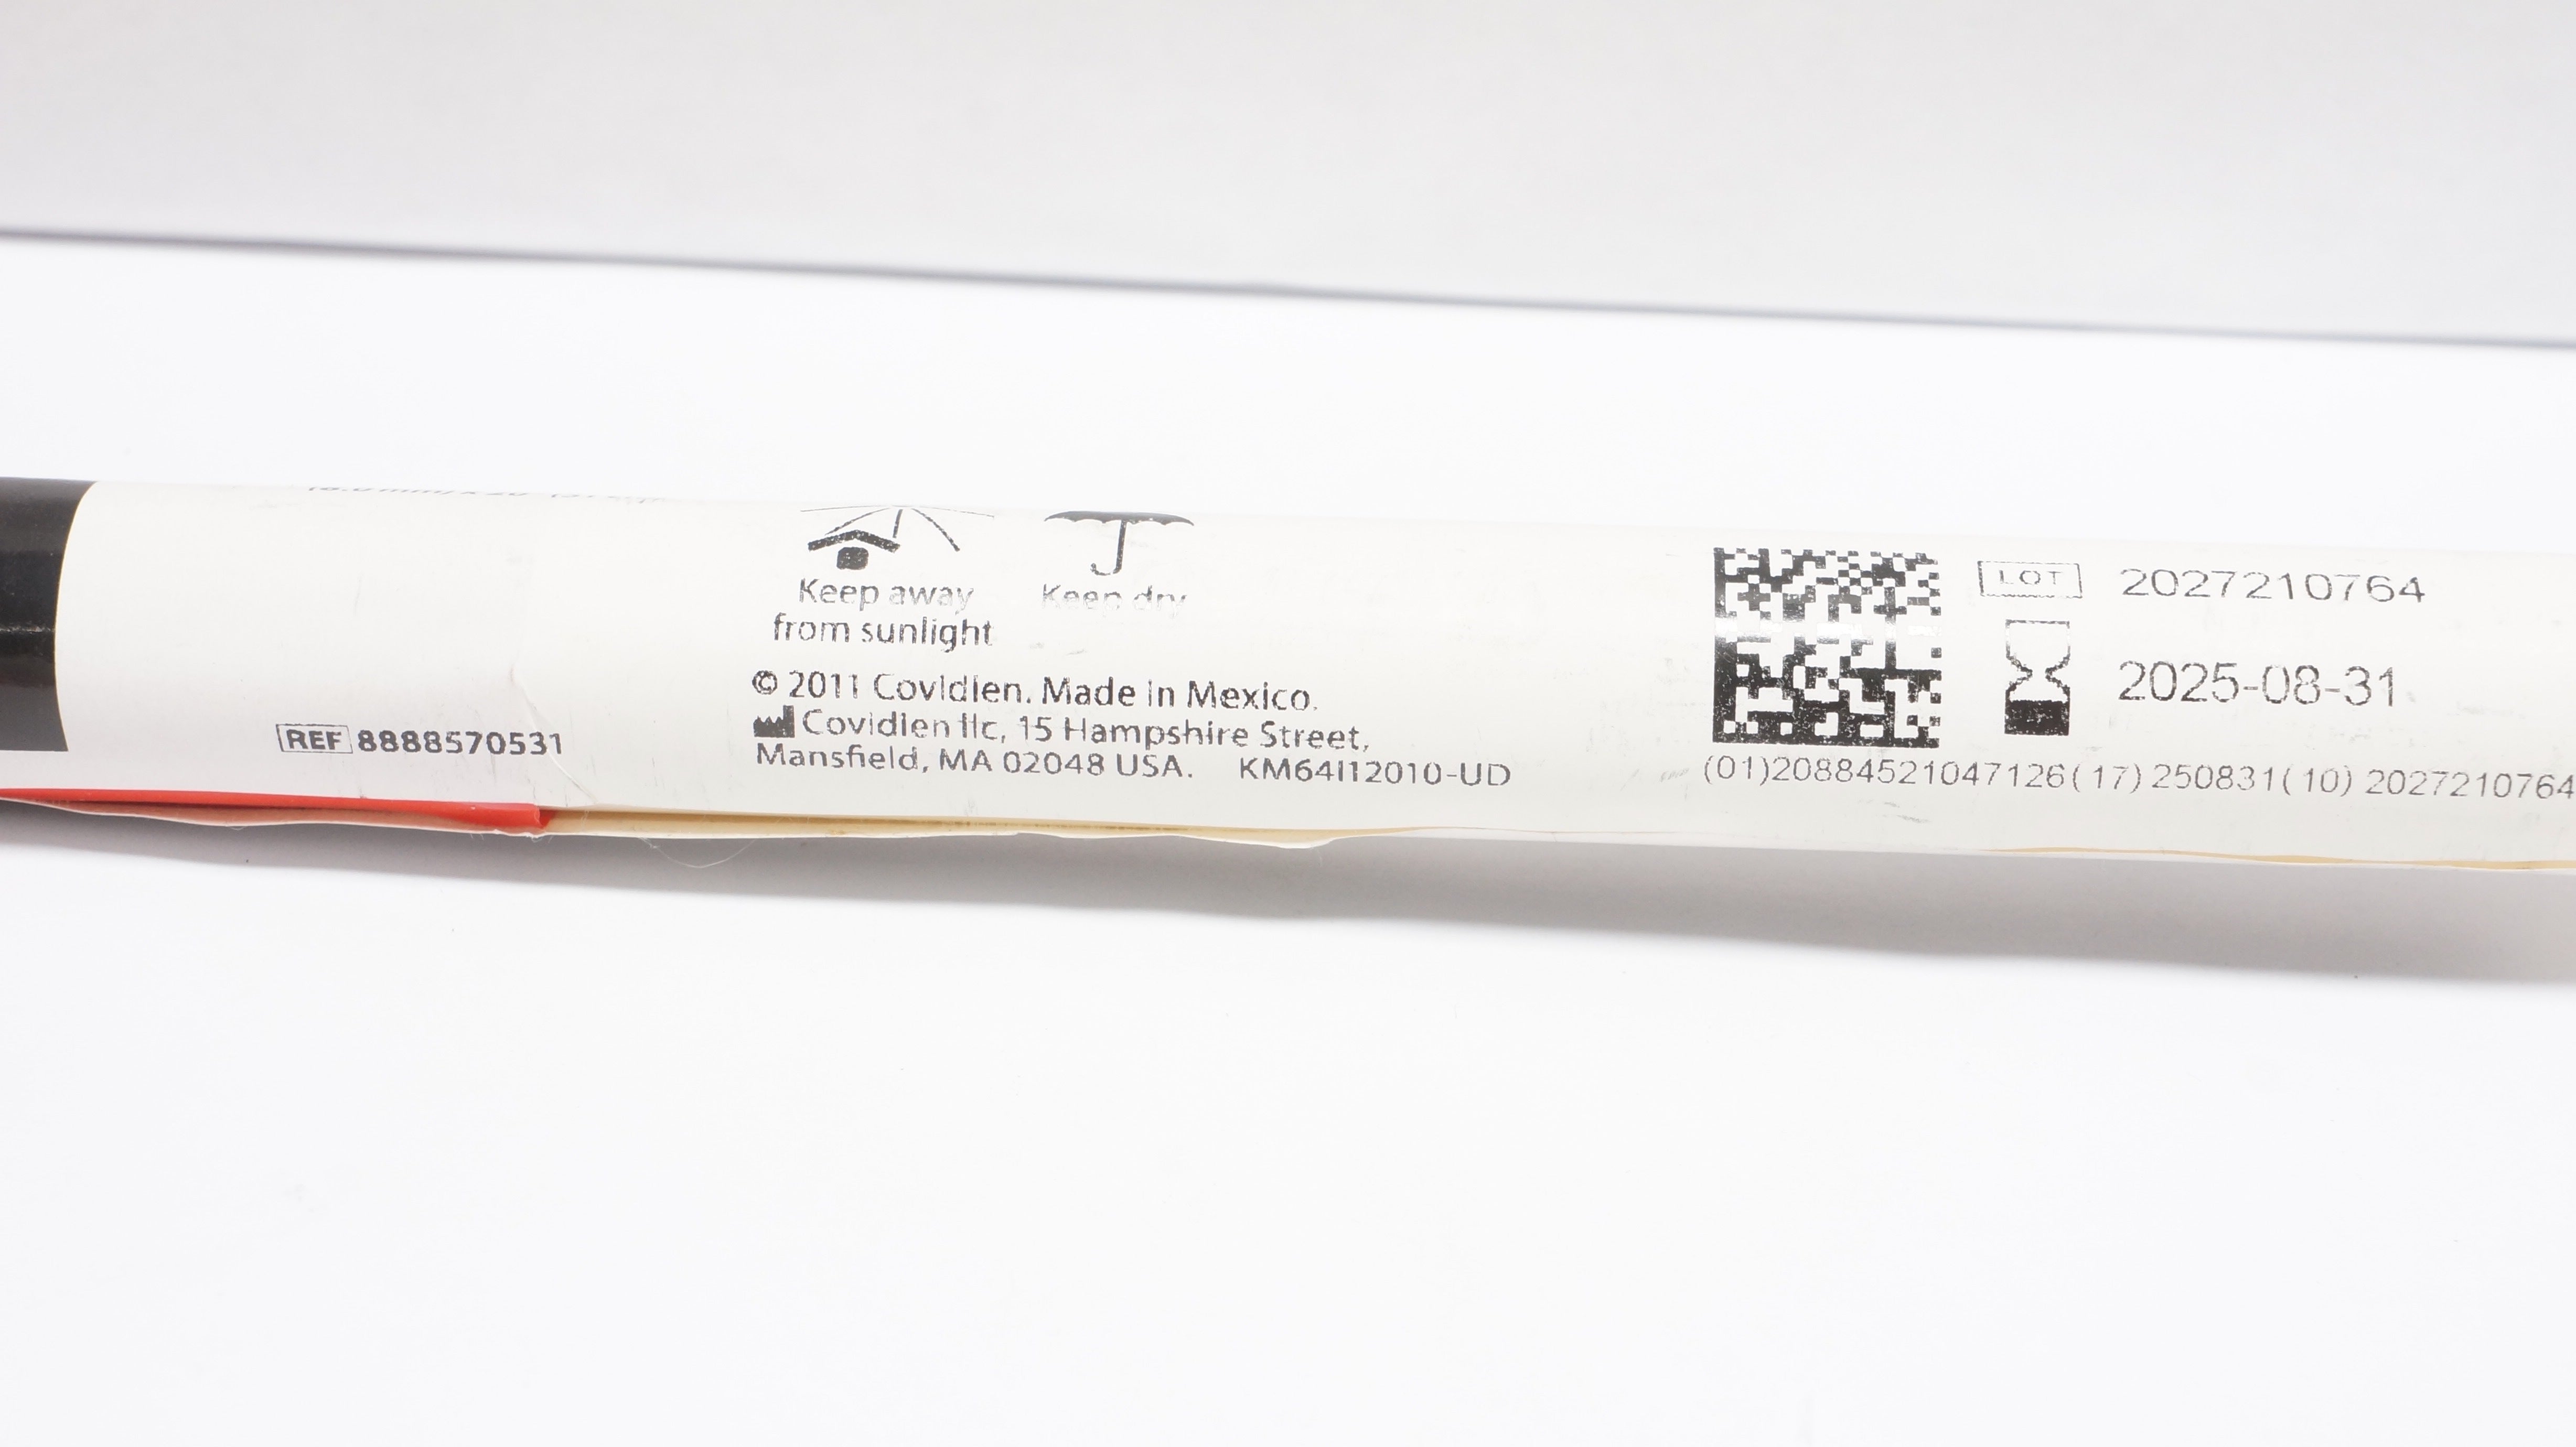 Keep away
from sunlight
Keep dry
© 2011 Covidien. Made in Mexico.
Covidien llc, 15 Hampshire Street,
Mansfield, MA 02048 USA. KM64I12010-UD
REF 8888570531
LOT 2027210764
2025-08-31
(01)20884521047126(17)250831(10)2027210764